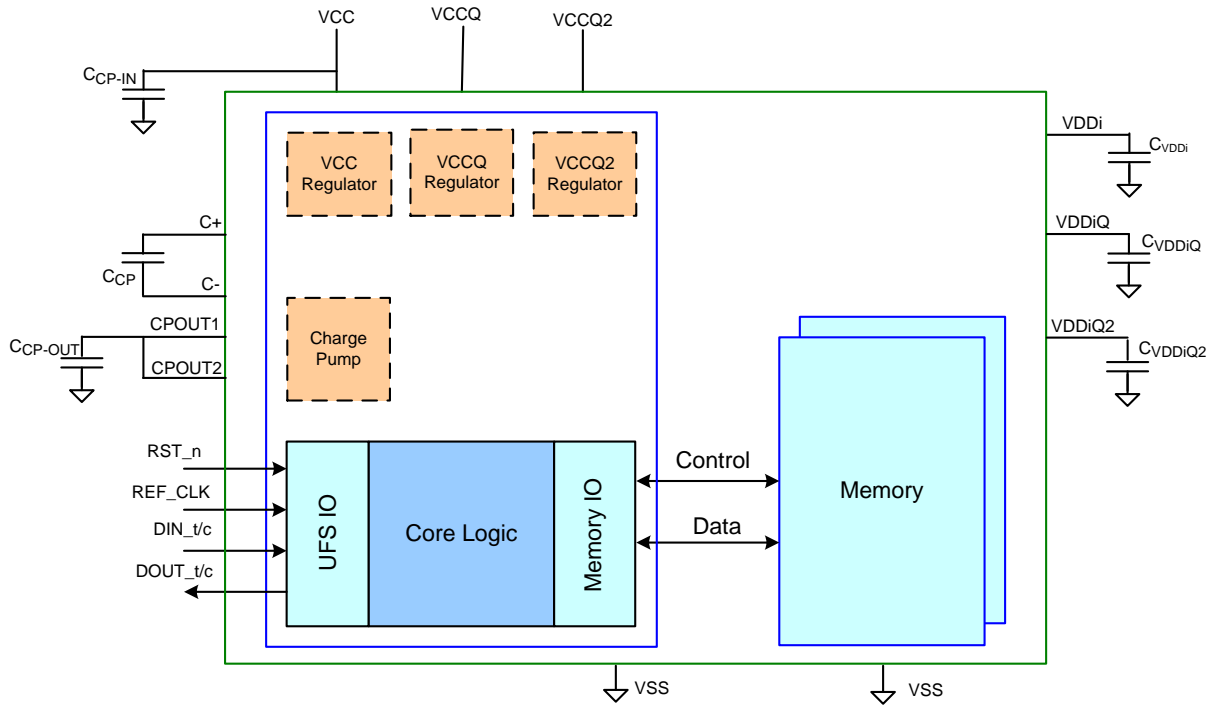 VCC
VCCQ
VCCQ2
CCP-IN
VDDi
CVDDi
VCC
Regulator
VCCQ
Regulator
VCCQ2
Regulator
C+
CCP
C-
VDDiQ
CVDDiQ
CPOUT1
CCP-OUT
CPOUT2
Charge
Pump
VDDiQ2
CVDDiQ2
RST_n
REF_CLK
DIN_t/c
DOUT_t/c
UFS IO
Core Logic
Memory IO
Control
Data
Memory
VSS
VSS